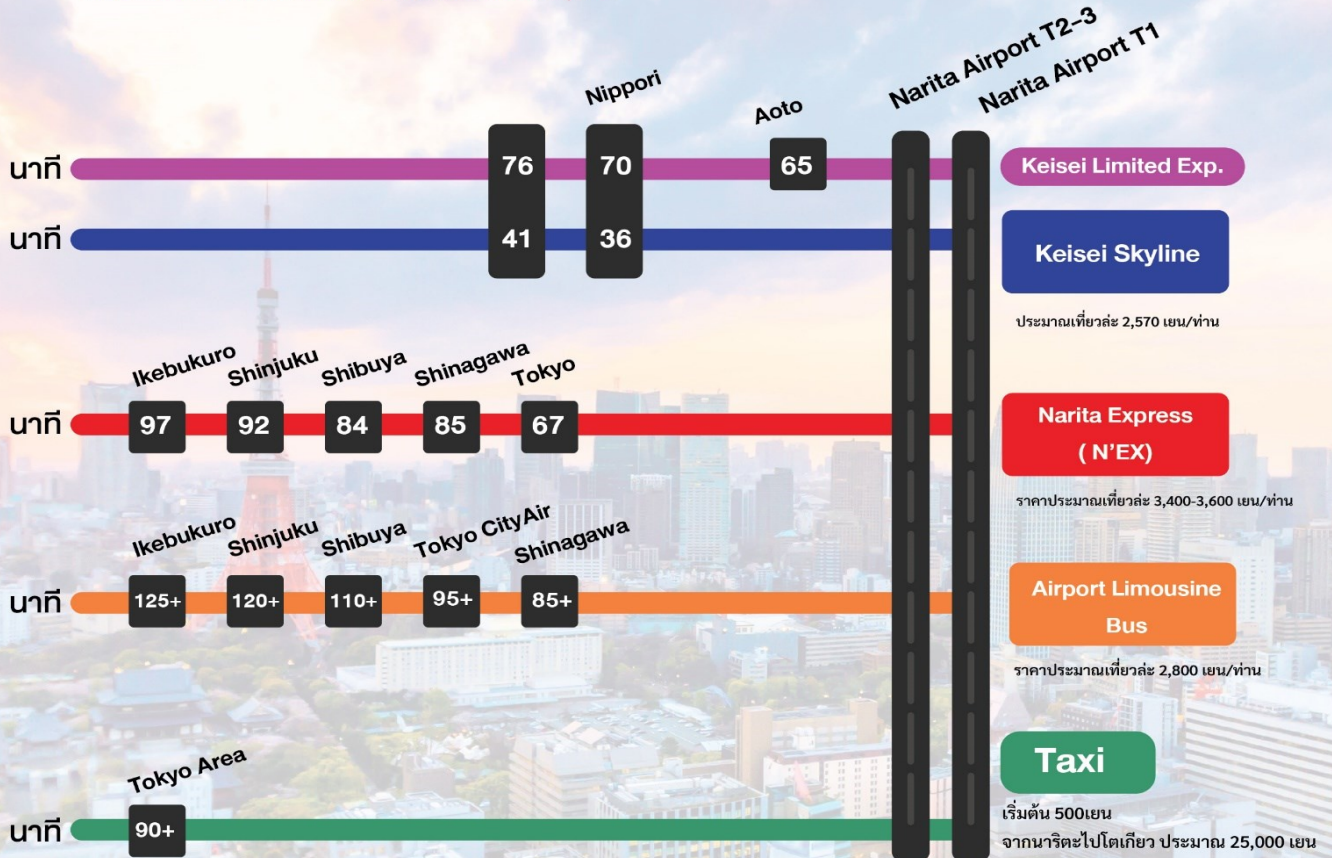 Narita Airport T2-3
Narita Airport T1
Nippori
Aoto
นาที
76
70
65
Keisei Limited Exp.
นาที
41
36
Keisei Skyline
ประมาณเที่ยวล่ะ 2,570 เยน/ท่าน
Ikebukuro
Shinjuku
Shibuya
Shinagawa
Tokyo
นาที
97
92
84
85
67
Narita Express
( N'EX)
ราคาประมาณเที่ยวล่ะ 3,400-3,600 เยน/ท่าน
Ikebukuro
Shinjuku
Shibuya
Tokyo CityAir
Shinagawa
นาที
125+
120+
110+
95+
85+
Airport Limousine
Bus
ราคาประมาณเที่ยวล่ะ 2,800 เยน/ท่าน
Tokyo Area
นาที
90+
Taxi
เริ่มต้น 500เยน
จากนาริตะไปโตเกียว ประมาณ 25,000 เยน